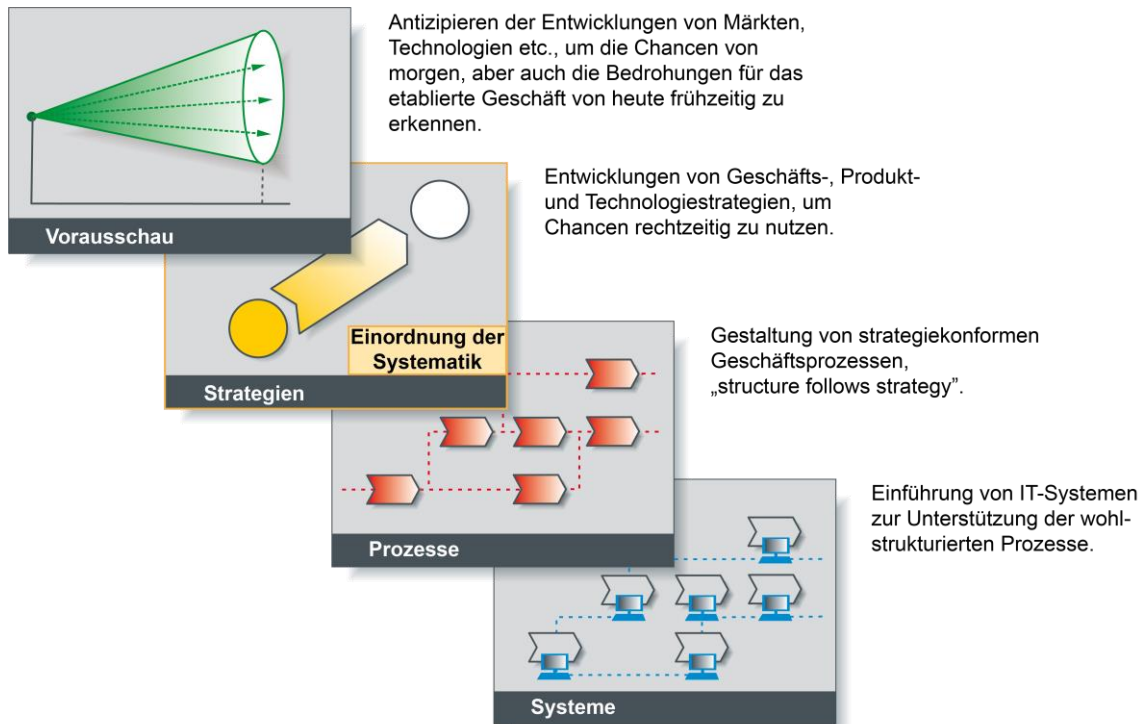 Antizipieren der Entwicklungen von Märkten,
Technologien etc., um die Chancen von
morgen, aber auch die Bedrohungen für das
etablierte Geschäft von heute frühzeitig zu
erkennen.
Vorausschau
Entwicklungen von Geschäfts-, Produkt-
und Technologiestrategien, um
Chancen rechtzeitig zu nutzen.
Einordnung der
Systematik
Strategien
Gestaltung von strategiekonformen
Geschäftsprozessen,
„structure follows strategy”.
Prozesse
Einführung von IT-Systemen
zur Unterstützung der wohl-
strukturierten Prozesse.
Systeme